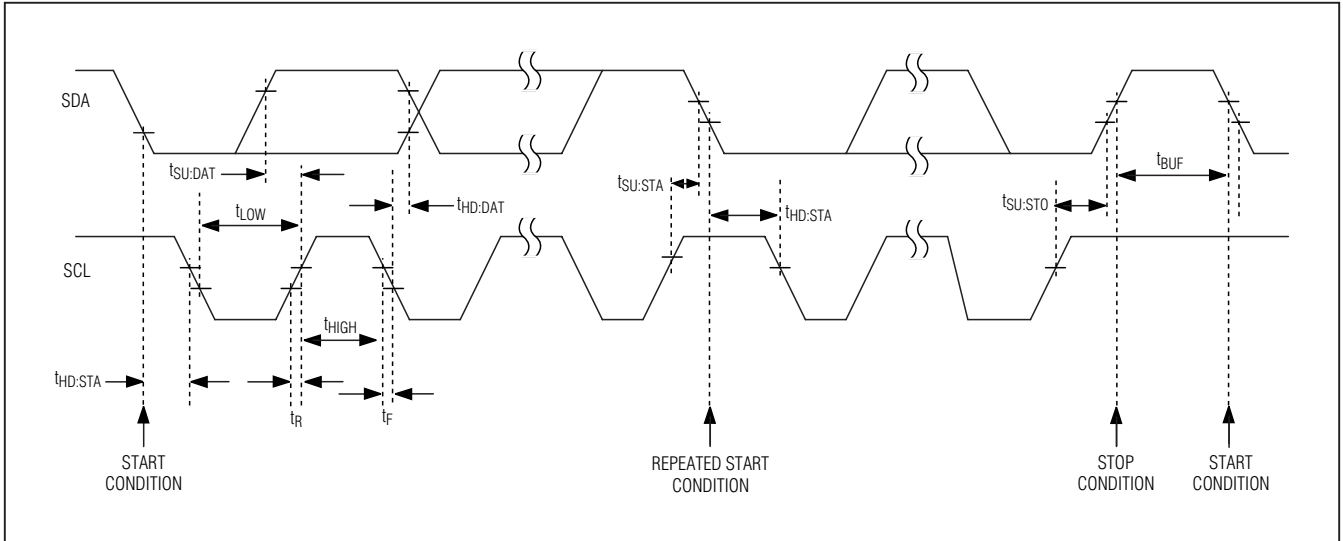 SDA
tSU:DAT
tLOW
tHD:DAT
tSU:STA
tHD:STA
tSU:STO
tBUF
SCL
tHIGH
tHD:STA
tR
tF
START
CONDITION
REPEATED START
CONDITION
STOP
CONDITION
START
CONDITION